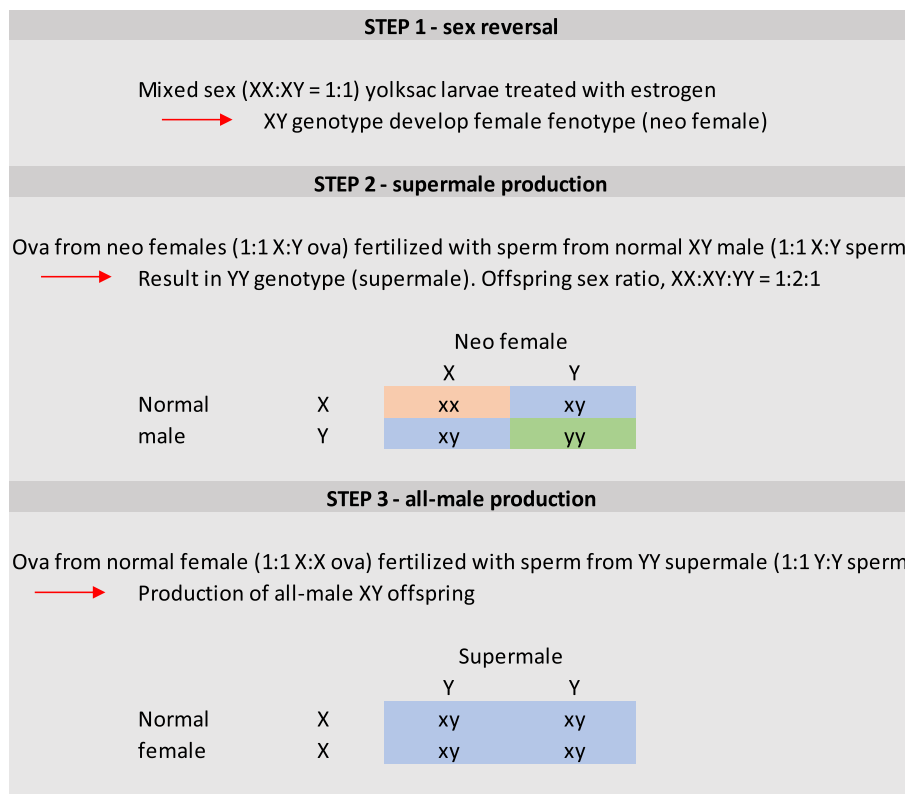 STEP 1 - sex reversal
Mixed sex (XX:XY = 1:1) yolksac larvae treated with estrogen
XY genotype develop female fenotype (neo female)
STEP 2 - supermale production
Ova from neo females (1:1 X:Y ova) fertilized with sperm from normal XY male (1:1 X:Y sperm
Result in YY genotype (supermale). Offspring sex ratio, XX:XY:YY = 1:2:1
Neo female
X Y
Normal X xx xy
male Y xy yy
STEP 3 - all-male production
Ova from normal female (1:1 X:X ova) fertilized with sperm from YY supermale (1:1 Y:Y sperm
Production of all-male XY offspring
Supermale
Y Y
Normal X xy xy
female X xy xy